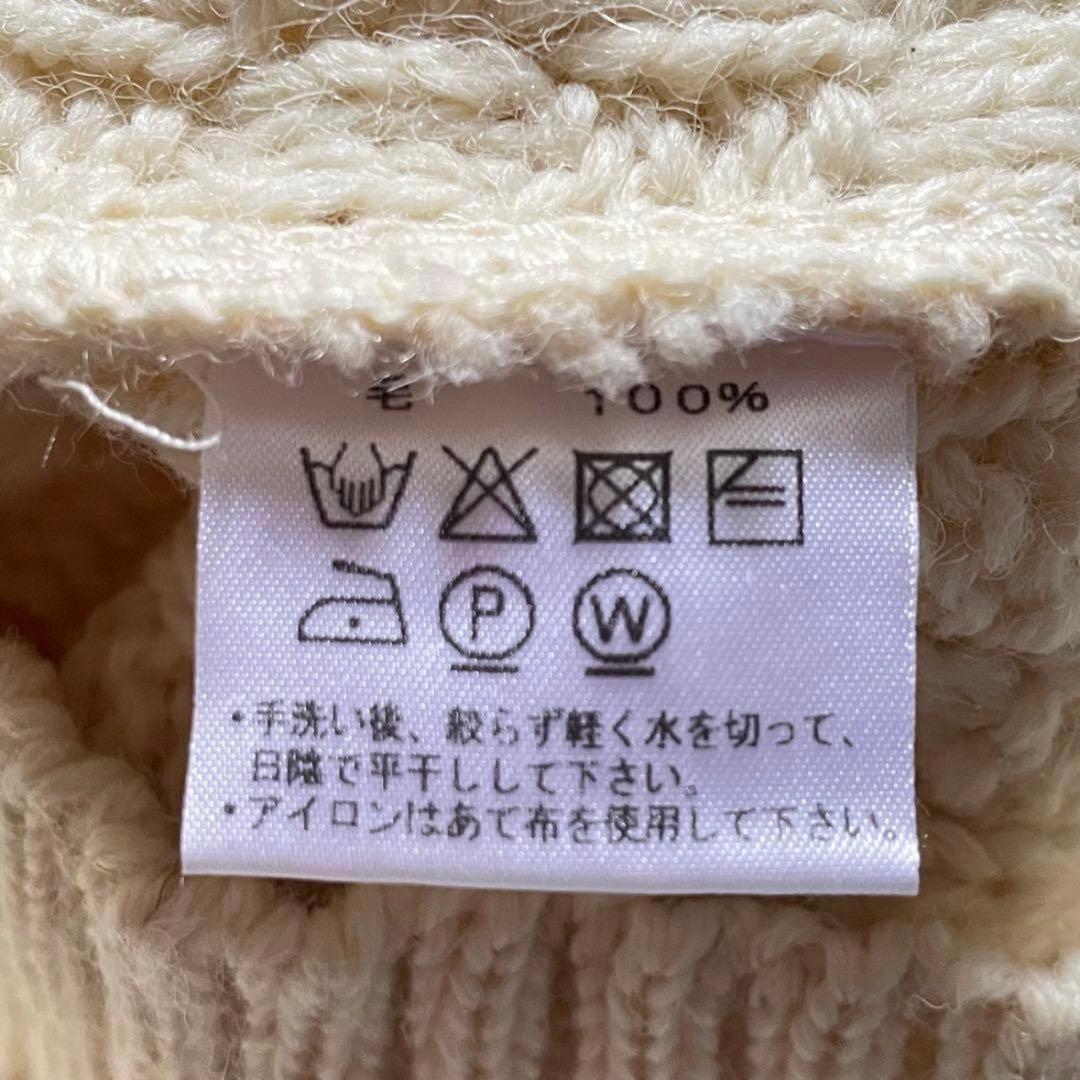 毛 100%
P W
・手洗い後、絞らず軽く水を切って、
日陰で平干しして下さい。
・アイロンはあて布を使用して下さい。